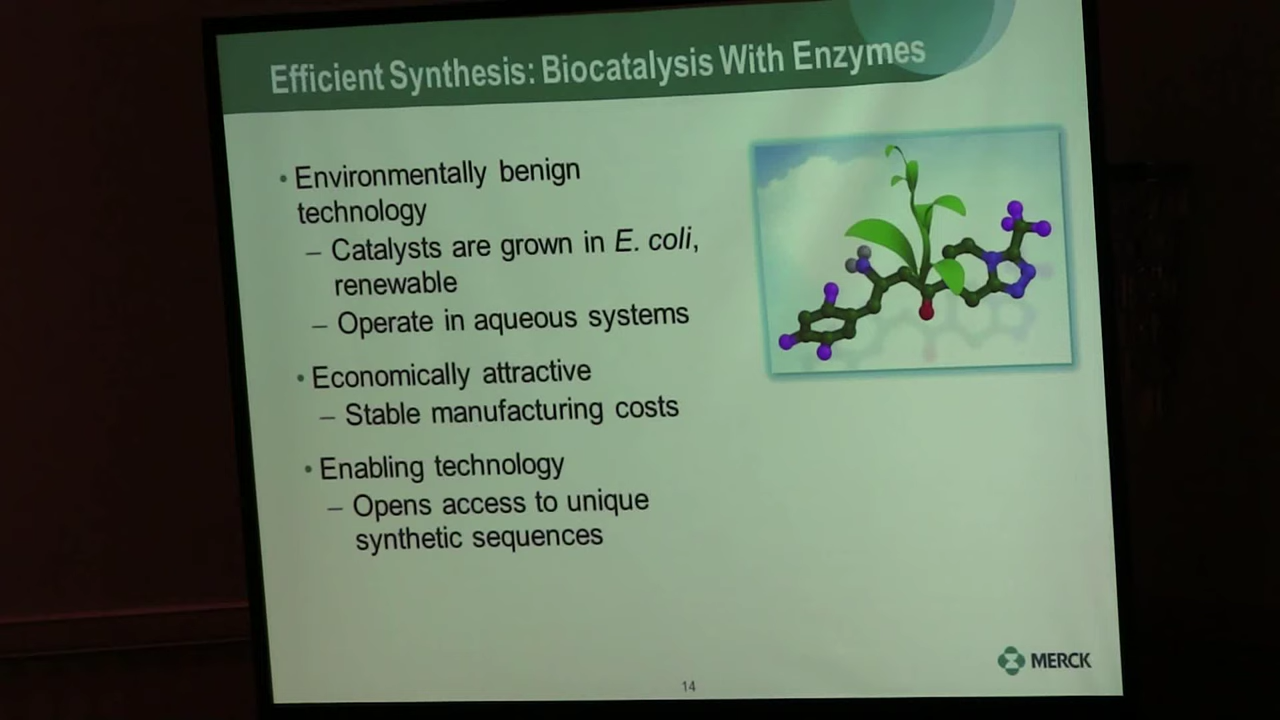 Efficient Synthesis: Biocatalysis With Enzymes
• Environmentally benign
technology
– Catalysts are grown in E. coli,
renewable
– Operate in aqueous systems
• Economically attractive
– Stable manufacturing costs
• Enabling technology
– Opens access to unique
synthetic sequences
MERCK
14